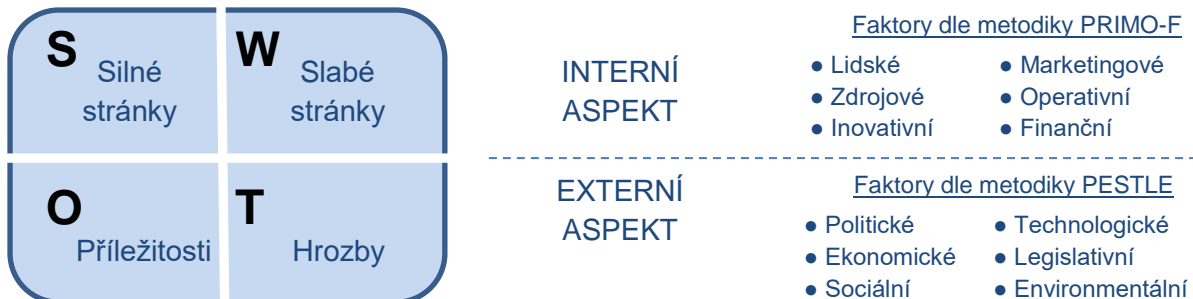 S
Silné
stránky
W
Slabé
stránky
O
Příležitosti
T
Hrozby
INTERNÍ
ASPEKT
Faktory dle metodiky PRIMO-F
● Lidské
● Zdrojové
● Inovativní
● Marketingové
● Operativní
● Finanční
EXTERNÍ
ASPEKT
Faktory dle metodiky PESTLE
● Politické
● Ekonomické
● Sociální
● Technologické
● Legislativní
● Environmentální